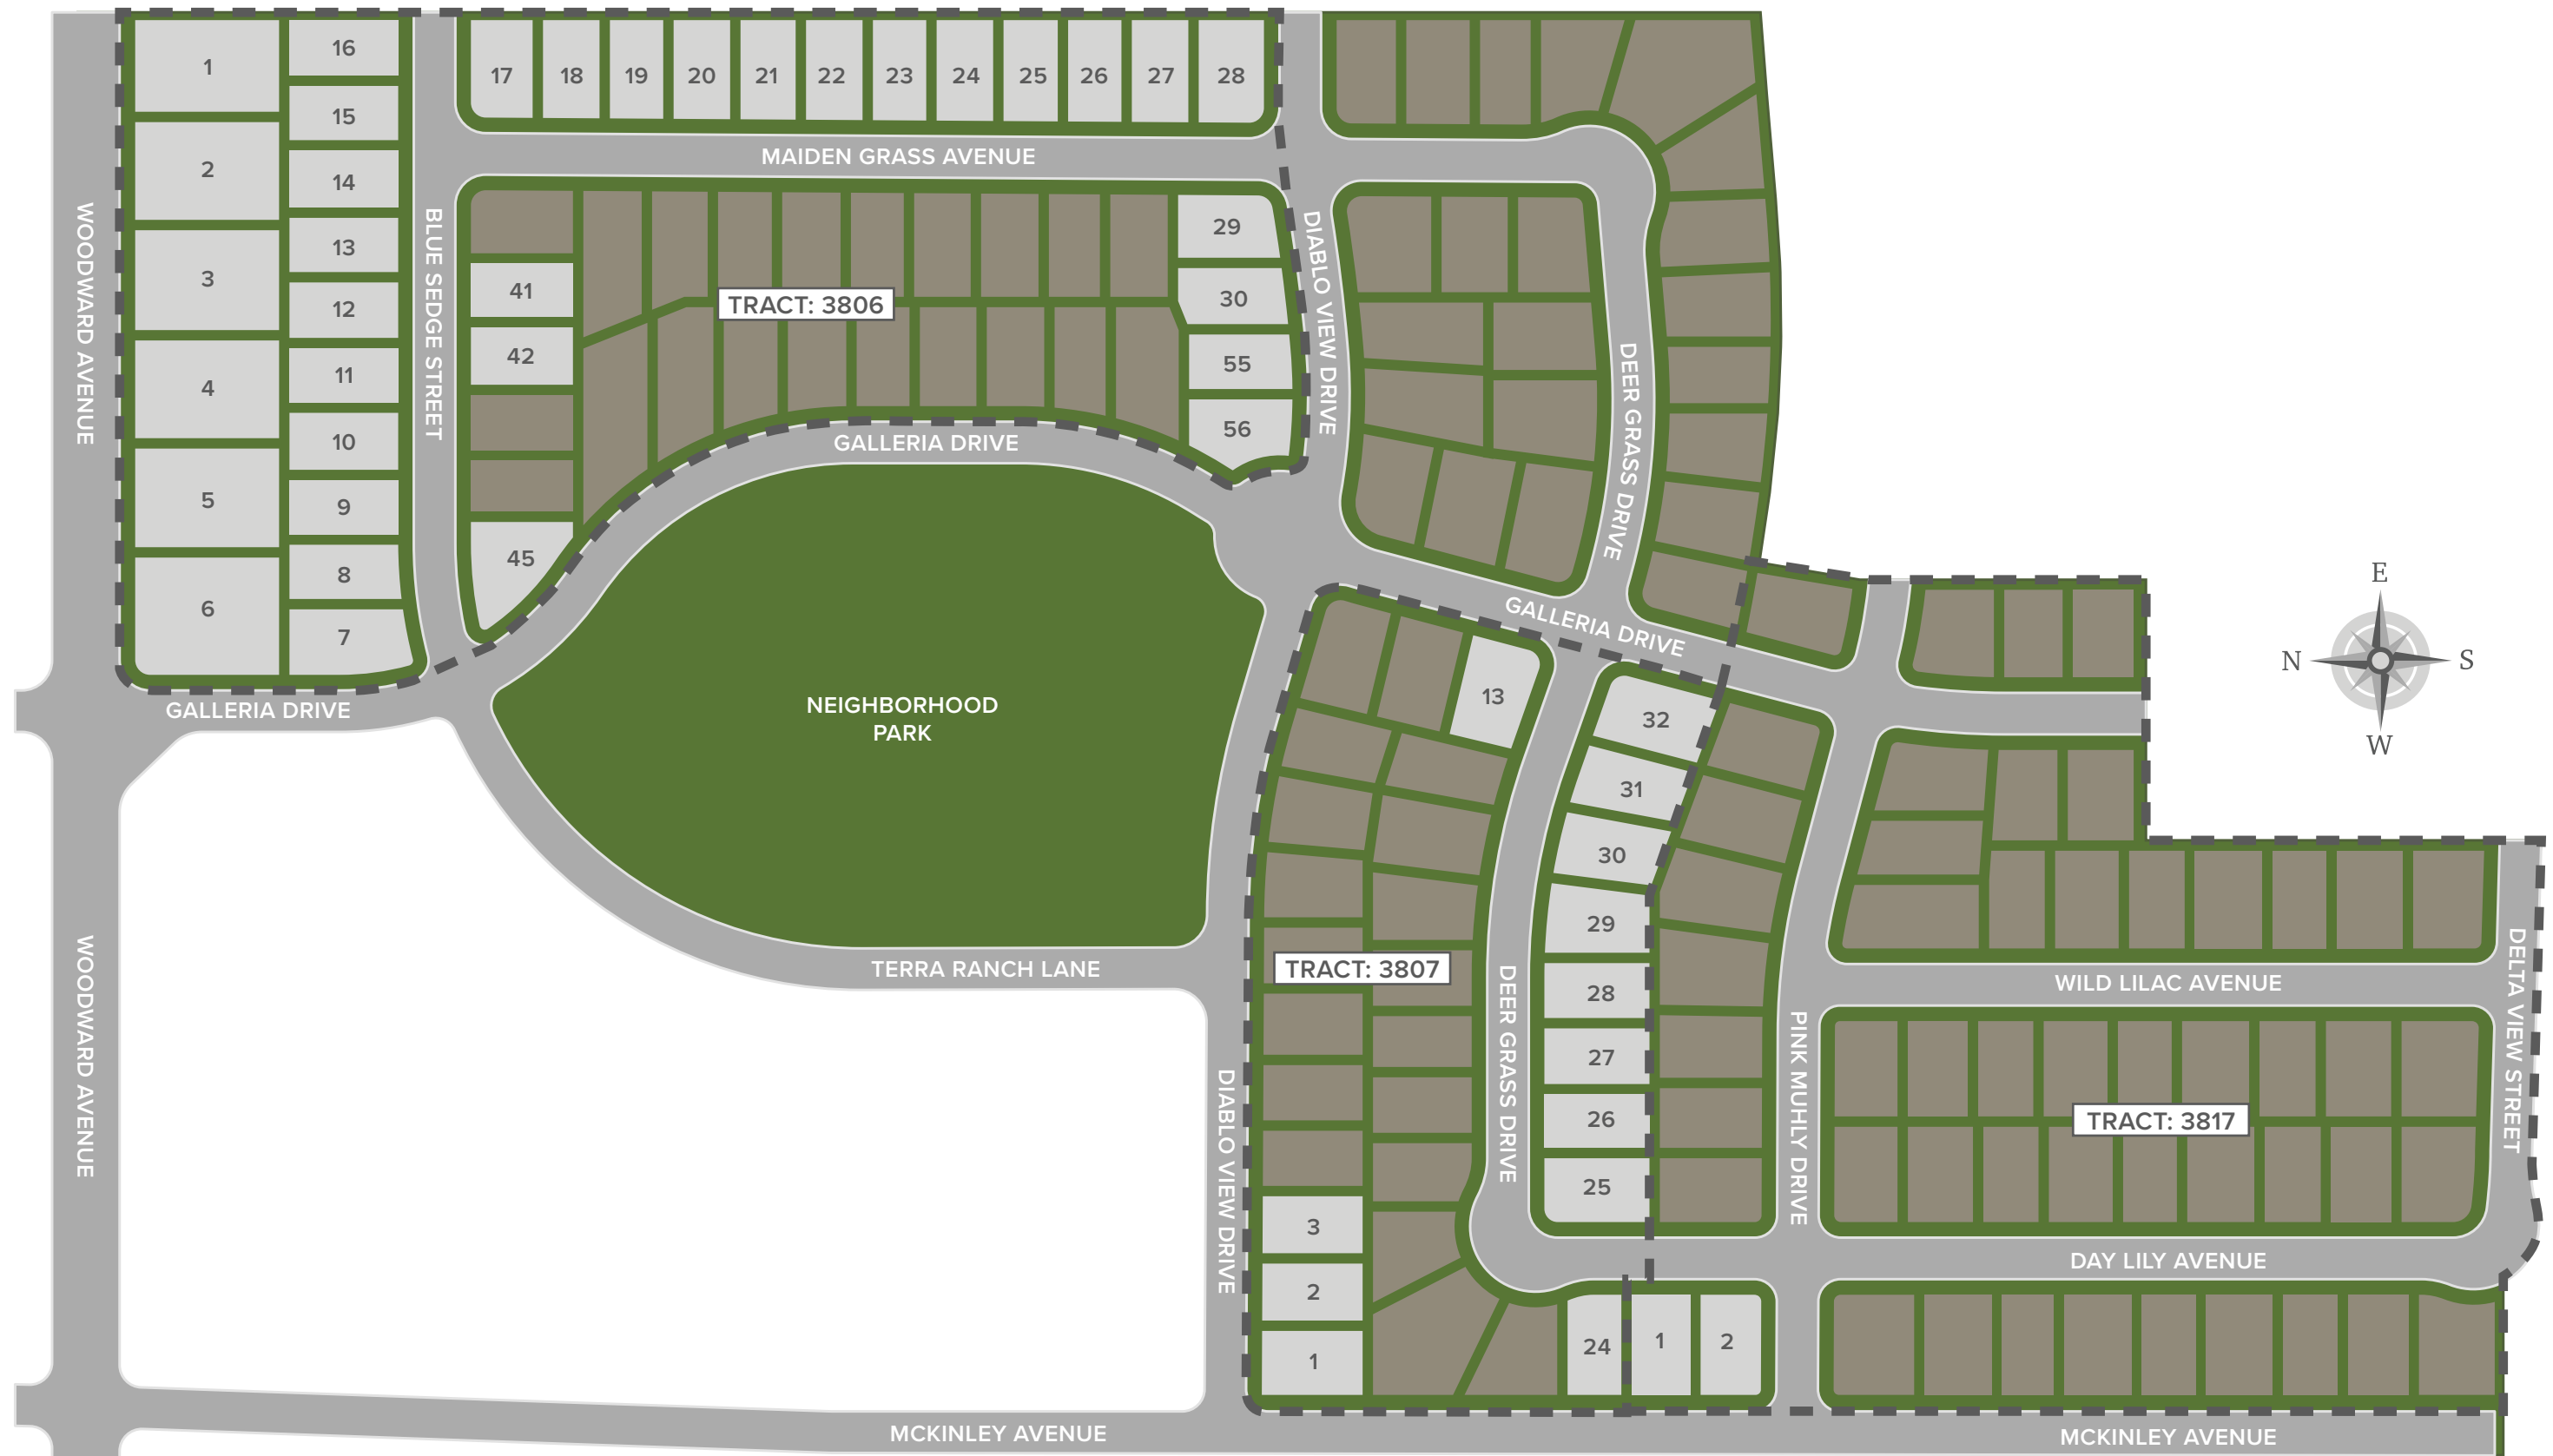 1
2
3
4
5
6
16
15
14
13
12
11
10
9
8
7
WOODWARD AVENUE
BLUE SEDGE STREET
17
18
19
20
21
22
23
24
25
26
27
28
MAIDEN GRASS AVENUE
41
42
45
TRACT: 3806
29
30
55
56
DIABLO VIEW DRIVE
DEER GRASS DRIVE
GALLERIA DRIVE
GALLERIA DRIVE
GALLERIA DRIVE
NEIGHBORHOOD
PARK
TERRA RANCH LANE
WOODWARD AVENUE
E
N
S
W
13
32
31
30
29
28
27
26
25
TRACT: 3807
DEER GRASS DRIVE
DIABLO VIEW DRIVE
3
2
1
24
1
2
PINK MUHLY DRIVE
WILD LILAC AVENUE
DELTA VIEW STREET
TRACT: 3817
DAY LILY AVENUE
MCKINLEY AVENUE
MCKINLEY AVENUE